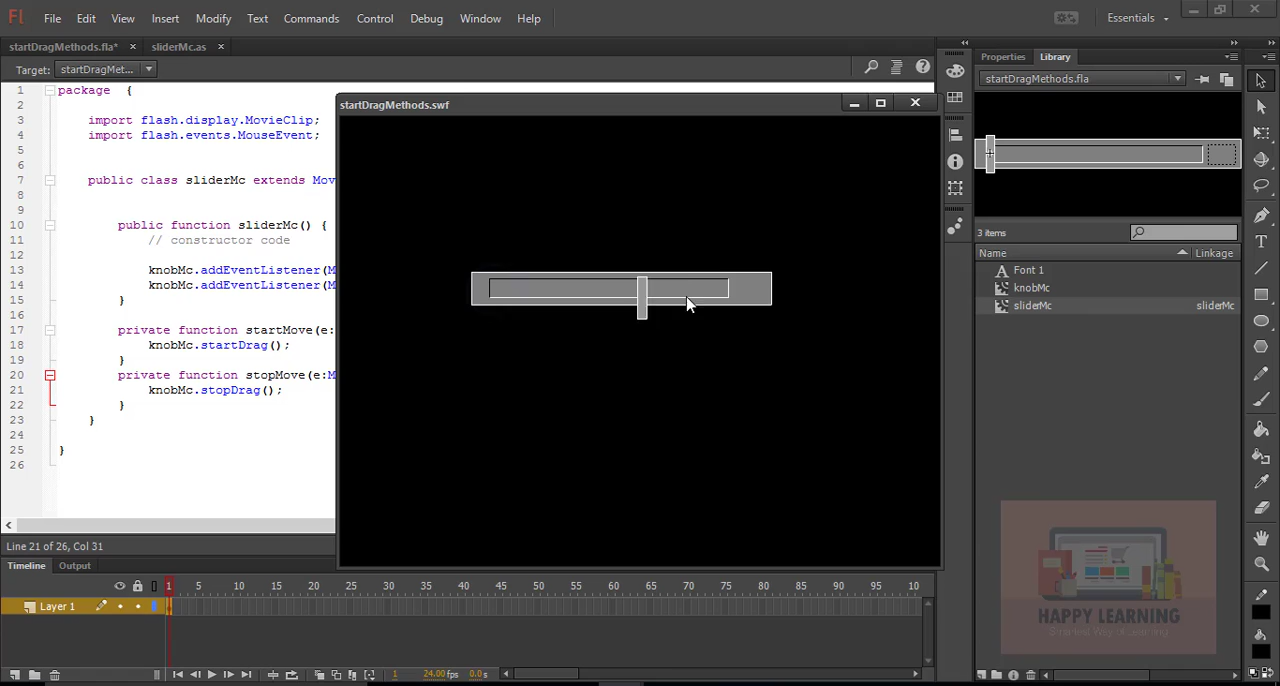 Fl File Edit View Insert Modify Text Commands Control Debug Window Help Essentials
startDragMethods.fla* × sliderMc.as ×
Target: startDragMet...
1 package {
2
3 import flash.display.MovieClip;
4 import flash.events.MouseEvent;
5
6
7 public class sliderMc extends Mov
8
9
10 public function sliderMc() {
11 // constructor code
12
13 knobMc.addEventListener(M
14 knobMc.addEventListener(M
15 }
16
17 private function startMove(e:
18 knobMc.startDrag();
19 }
20 private function stopMove(e:M
21 knobMc.stopDrag();
22 }
23 }
24
25 }
26
Line 21 of 26, Col 31
startDragMethods.swf
Properties Library
startDragMethods.fla
3 items
Name Linkage
Font 1
knobMc
sliderMc sliderMc
HAPPY LEARNING
Smartest Way of Learning
Timeline Output
1 5 10 15 20 25 30 35 40 45 50 55 60 65 70 75 80 85 90 95 10
Layer 1
1 24.00 fps 0.0 s